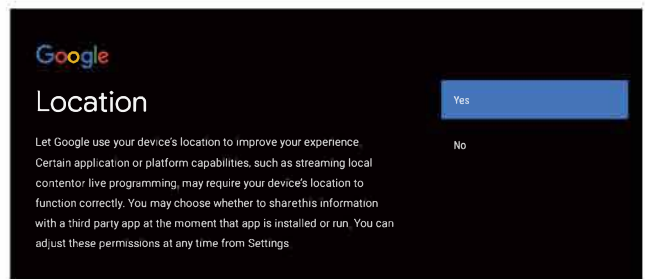 Google
Location
Let Google use your device's location to improve your experience.
Certain application or platform capabilities, such as streaming local
contentor live programming, may require your device's location to
function correctly. You may choose whether to sharethis information
with a third party app at the moment that app is installed or run. You can
adjust these permissions at any time from Settings
Yes
No